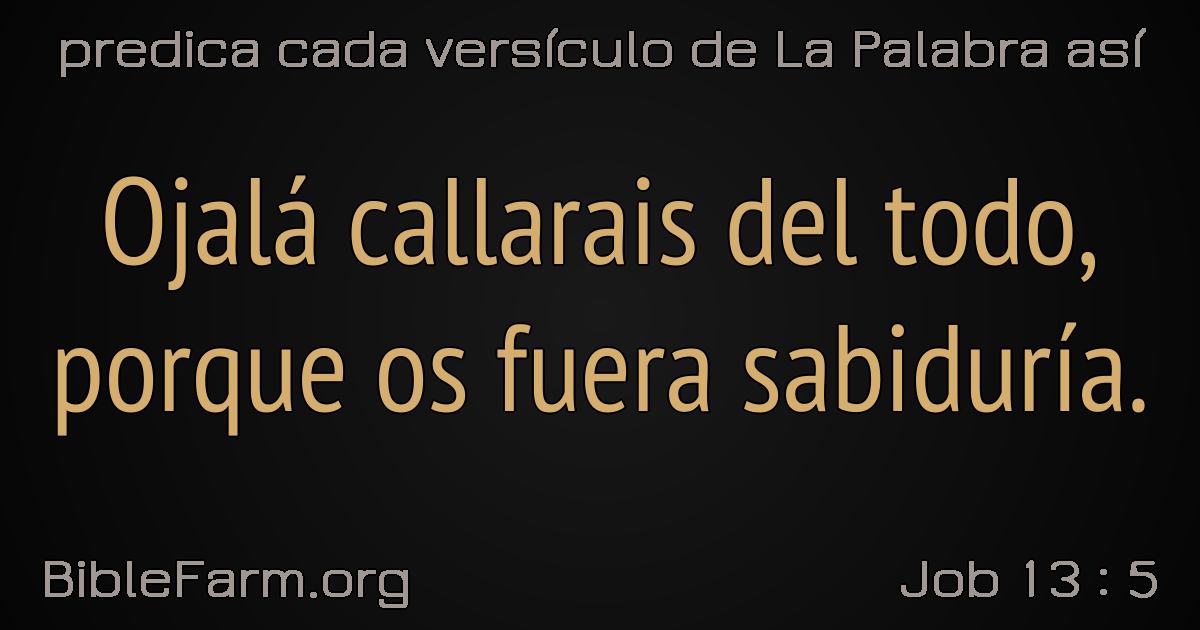 predica cada versículo de La Palabra así
Ojalá callarais del todo,
porque os fuera sabiduría.
BibleFarm.org
Job 13 : 5